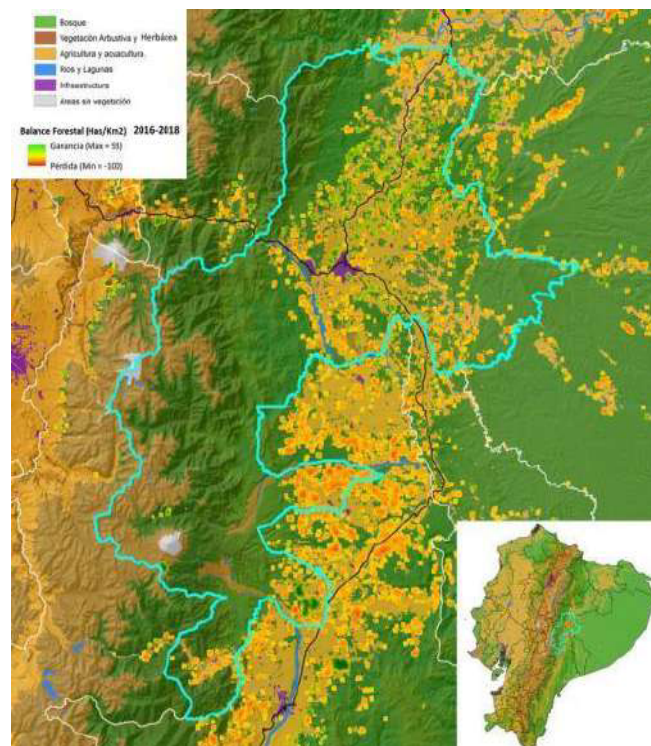 Bosque
Vegetación Arbustiva y Herbácea
Agricultura y acuacultura
Rios y Lagunas
Infraestructura
Áreas sin vegetación
Balance Forestal (Has/Km2) 2016-2018
Ganancia (Max = 55)
Pérdida (Min = -100)